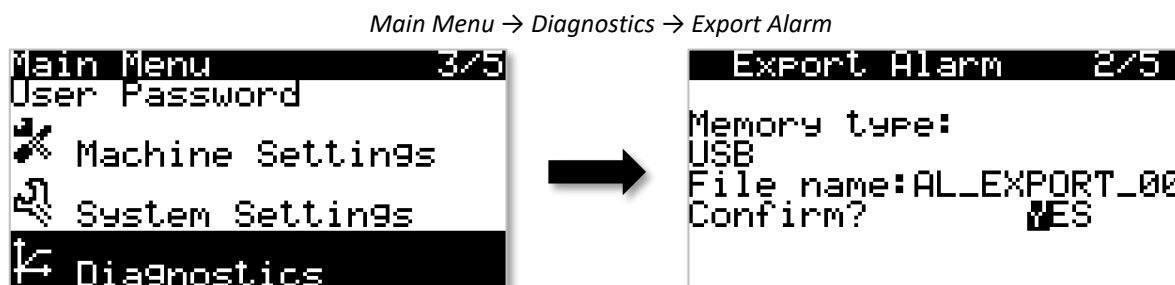 Main Menu → Diagnostics → Export Alarm
Main Menu 3/5
User Password
Machine Settings
System Settings
Diagnostics
Export Alarm 2/5
Memory type:
USB
File name:AL_EXPORT_00
Confirm? YES